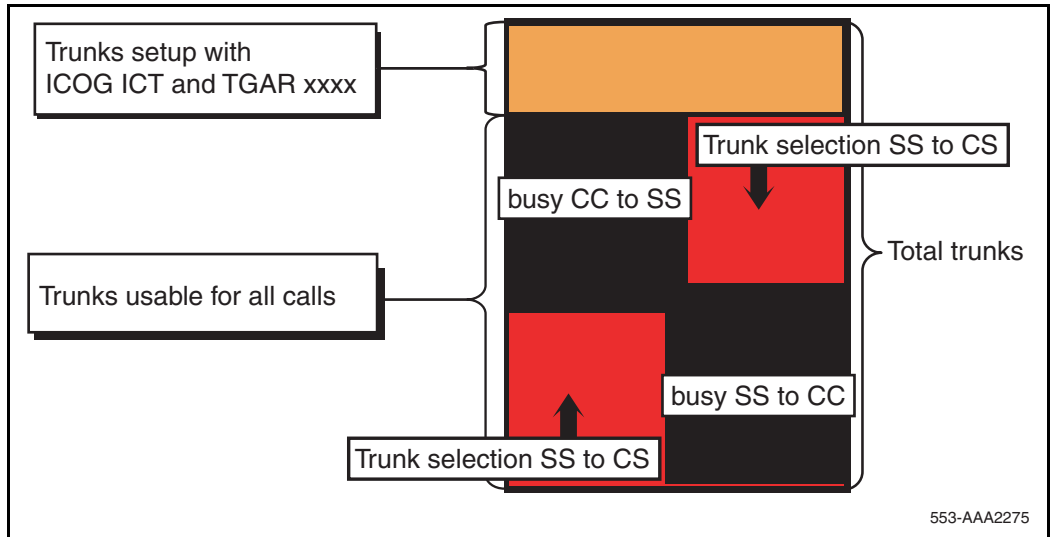 Trunks setup with
ICOG ICT and TGAR xxxx
Trunk selection SS to CS
busy CC to SS
Total trunks
Trunks usable for all calls
busy SS to CC
Trunk selection SS to CS
553-AAA2275